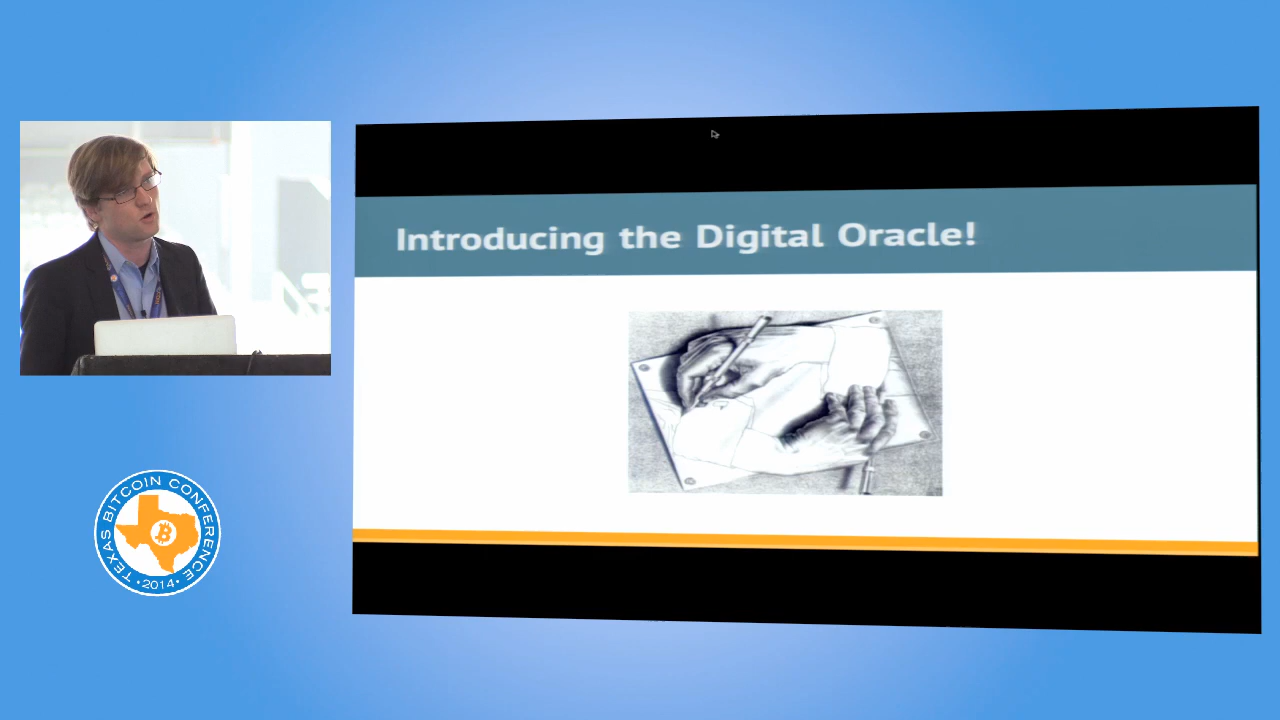 Introducing the Digital Oracle!
TEXAS BITCOIN CONFERENCE
• 2014 •